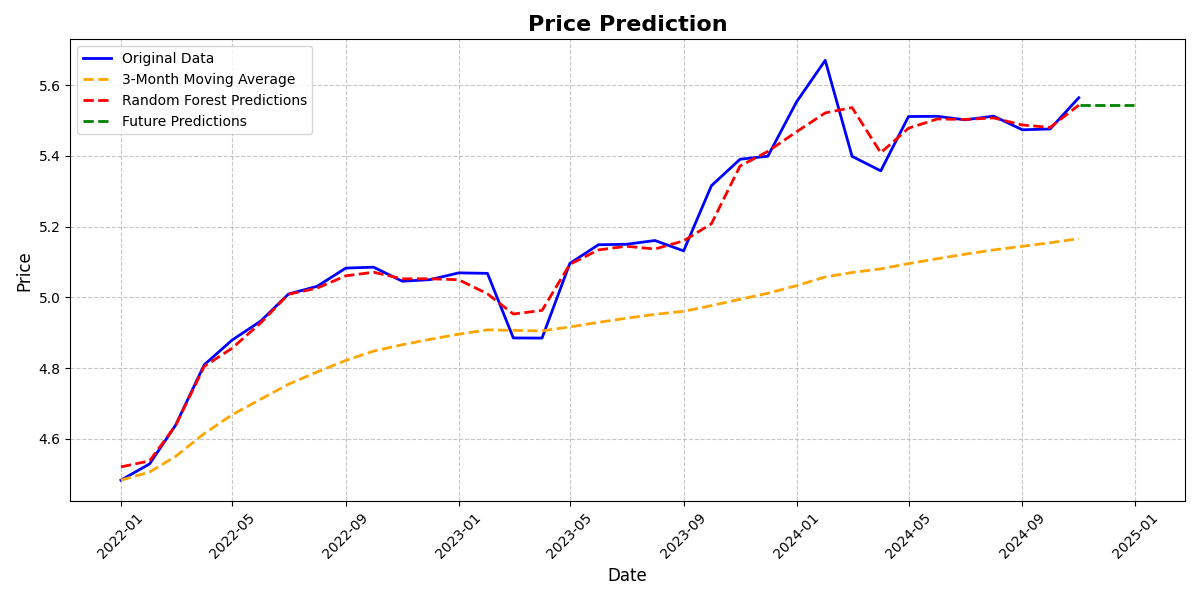 Price Prediction
Original Data
3-Month Moving Average
Random Forest Predictions
Future Predictions
Price
5.6
5.4
5.2
5.0
4.8
4.6
2022-01
2022-05
2022-09
2023-01
2023-05
2023-09
2024-01
2024-05
2024-09
2025-01
Date